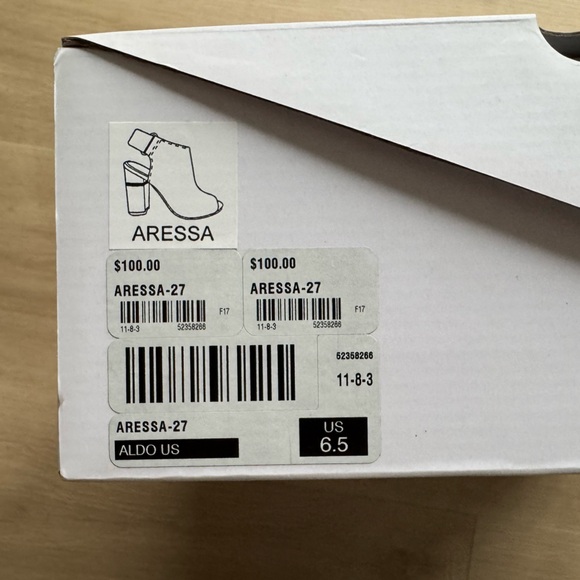 ARESSA
$100.00
ARESSA-27
F17
11-8-3 52358266
$100.00
ARESSA-27
F17
11-8-3 52358266
52358266
11-8-3
ARESSA-27
ALDO US
US
6.5